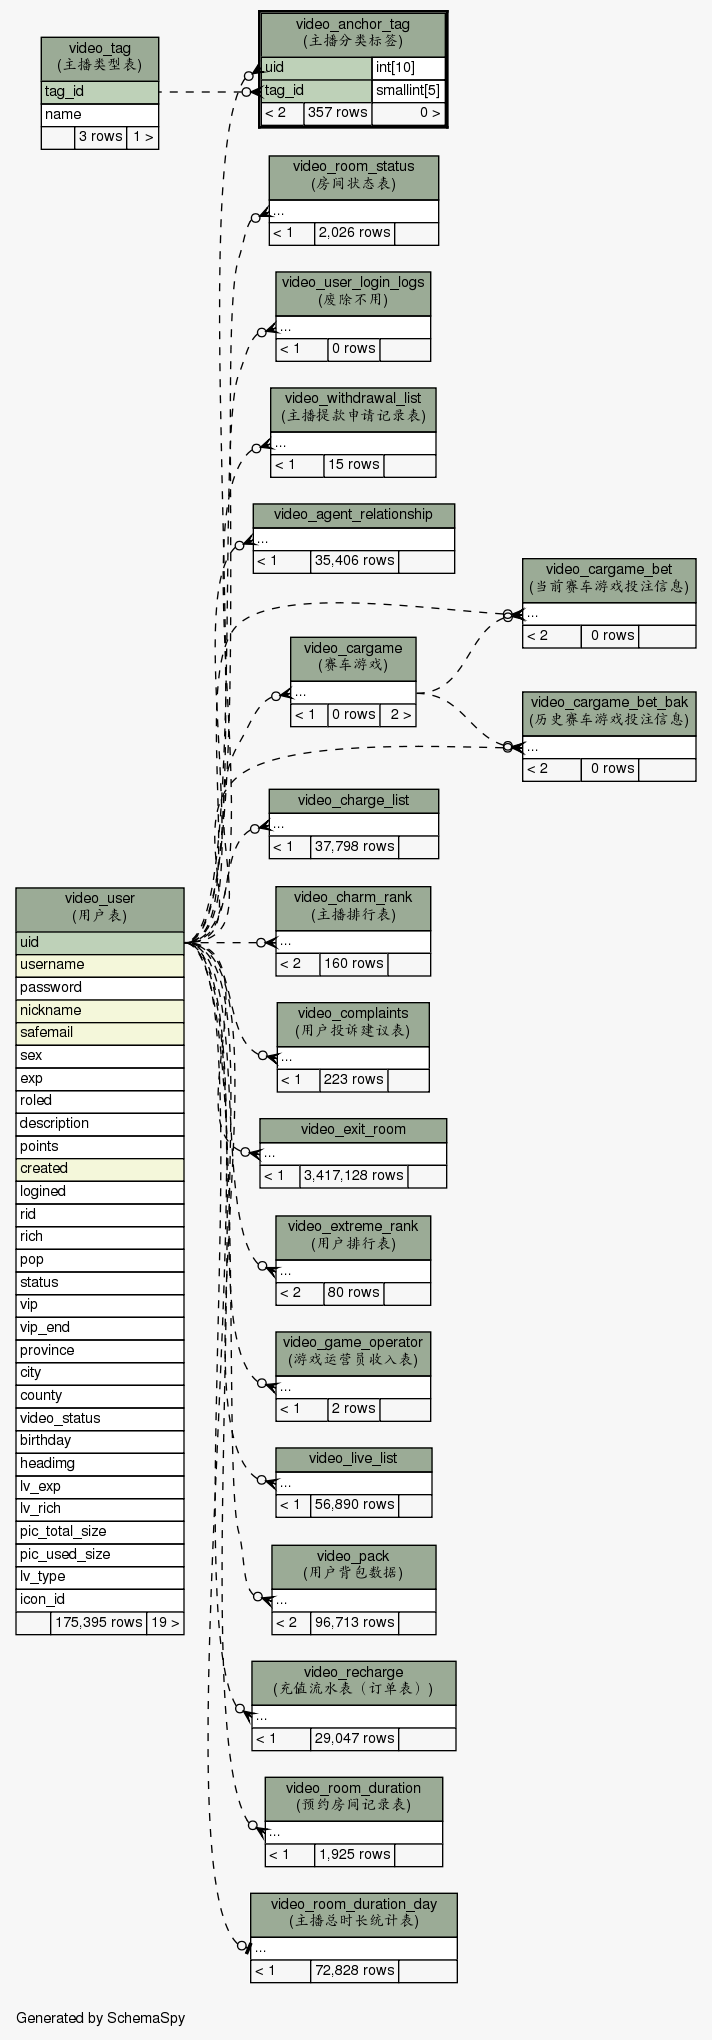 video_tag
(主播类型表)
tag_id
name
3 rows 1 >
video_anchor_tag
(主播分类标签)
uid int[10]
tag_id smallint[5]
< 2 357 rows 0 >
video_room_status
(房间状态表)
...
< 1 2,026 rows
video_user_login_logs
(废除不用)
...
< 1 0 rows
video_withdrawal_list
(主播提款申请记录表)
...
< 1 15 rows
video_agent_relationship
...
< 1 35,406 rows
video_cargame_bet
(当前赛车游戏投注信息)
...
< 2 0 rows
video_cargame
(赛车游戏)
...
< 1 0 rows 2 >
video_cargame_bet_bak
(历史赛车游戏投注信息)
...
< 2 0 rows
video_charge_list
...
< 1 37,798 rows
video_user
(用户表)
uid
username
password
nickname
safemail
sex
exp
roled
description
points
created
logined
rid
rich
pop
status
vip
vip_end
province
city
county
video_status
birthday
headimg
lv_exp
lv_rich
pic_total_size
pic_used_size
lv_type
icon_id
175,395 rows 19 >
video_charm_rank
(主播排行表)
...
< 2 160 rows
video_complaints
(用户投诉建议表)
...
< 1 223 rows
video_exit_room
...
< 1 3,417,128 rows
video_extreme_rank
(用户排行表)
...
< 2 80 rows
video_game_operator
(游戏运营员收入表)
...
< 1 2 rows
video_live_list
...
< 1 56,890 rows
video_pack
(用户背包数据)
...
< 2 96,713 rows
video_recharge
(充值流水表（订单表）)
...
< 1 29,047 rows
video_room_duration
(预约房间记录表)
...
< 1 1,925 rows
video_room_duration_day
(主播总时长统计表)
...
< 1 72,828 rows
Generated by SchemaSpy